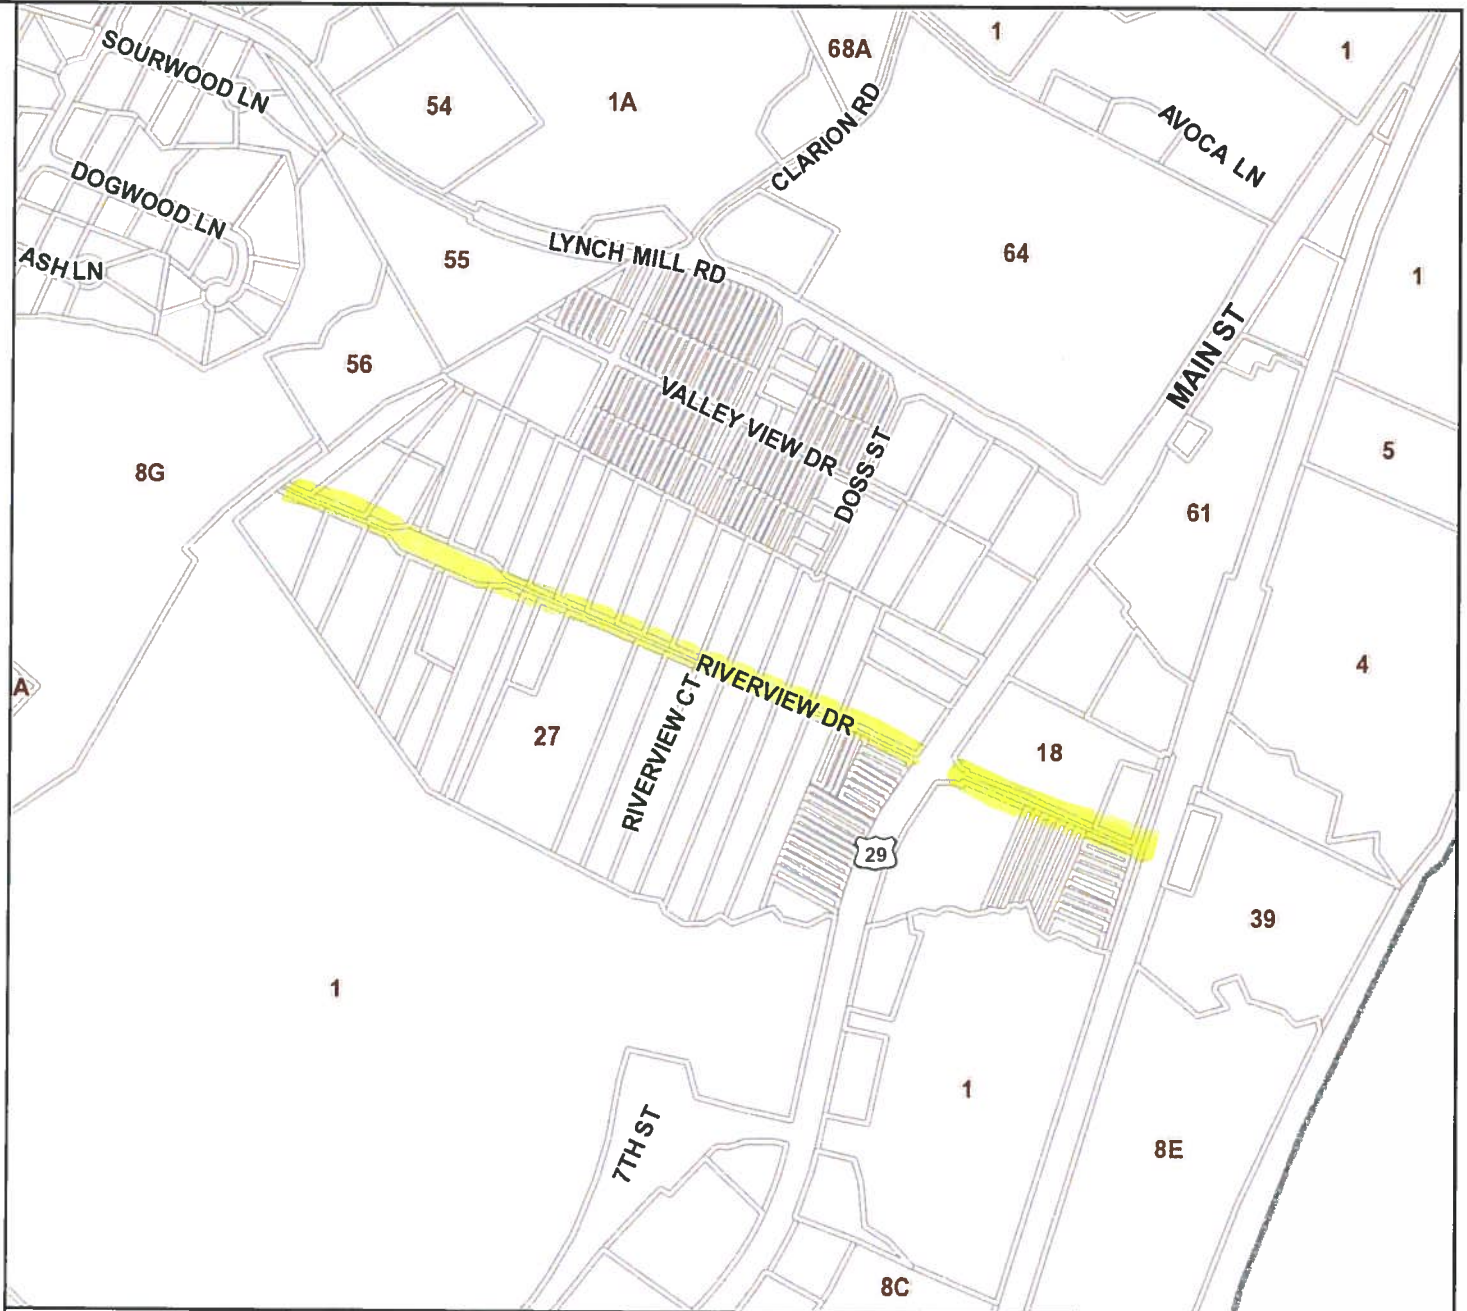 SOURWOOD LN
54
1A
68A
1
1
CLARION RD
AVOCA LN
DOGWOOD LN
ASH LN
55
LYNCH MILL RD
64
1
56
VALLEY VIEW DR
DOSS ST
MAIN ST
5
8G
61
4
A
27
RIVERVIEW CT
RIVERVIEW DR
18
29
39
1
1
7TH ST
8E
8C